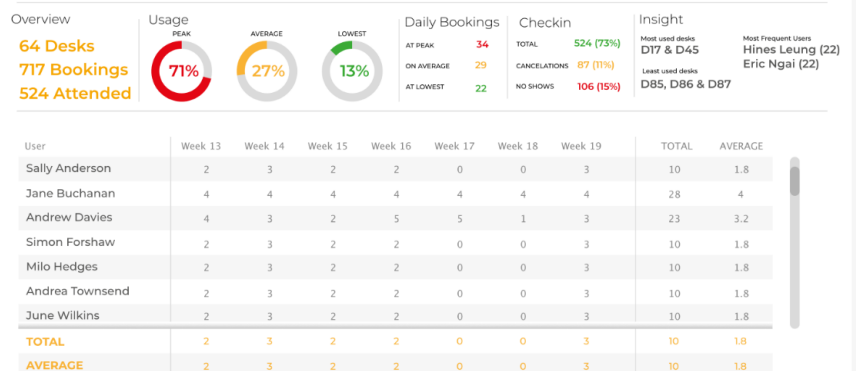 Overview
64 Desks
717 Bookings
524 Attended
Usage
PEAK
71%
AVERAGE
27%
LOWEST
13%
Daily Bookings
AT PEAK 34
ON AVERAGE 29
AT LOWEST 22
Checkin
TOTAL 524 (73%)
CANCELATIONS 87 (11%)
NO SHOWS 106 (15%)
Insight
Most used desks
D17 & D45
Least used desks
D85, D86 & D87
Most Frequent Users
Hines Leung (22)
Eric Ngai (22)
User Week 13 Week 14 Week 15 Week 16 Week 17 Week 18 Week 19 TOTAL AVERAGE
Sally Anderson 2 3 2 2 0 0 3 10 1.8
Jane Buchanan 4 4 4 4 4 4 4 28 4
Andrew Davies 4 3 2 5 5 1 3 23 3.2
Simon Forshaw 2 3 2 2 0 0 3 10 1.8
Milo Hedges 2 3 2 2 0 0 3 10 1.8
Andrea Townsend 2 3 2 2 0 0 3 10 1.8
June Wilkins 2 3 2 2 0 0 3 10 1.8
TOTAL 2 3 2 2 0 0 3 10 1.8
AVERAGE 2 3 2 2 0 0 3 10 1.8